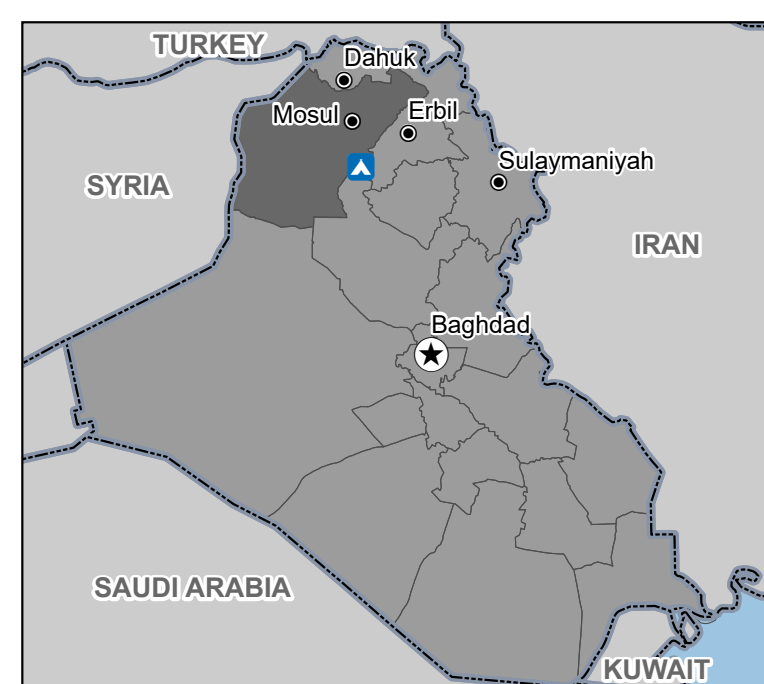 TURKEY
Dahuk
Mosul
Erbil
Sulaymaniyah
SYRIA
IRAN
Baghdad
SAUDI ARABIA
KUWAIT